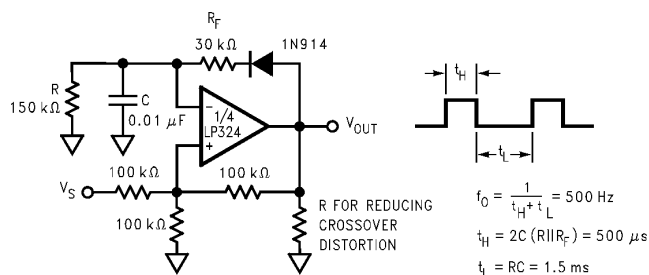 R_F
30 kΩ
1N914
R
150 kΩ
C
0.01 μF
−
1/4
LP324
+
V_OUT
100 kΩ
100 kΩ
V_S
100 kΩ
R FOR REDUCING
CROSSOVER
DISTORTION
t_H
t_L
f_O = 1 / (t_H + t_L) = 500 Hz
t_H = 2C (RIIR_F) = 500 μs
t_L = RC = 1.5 ms